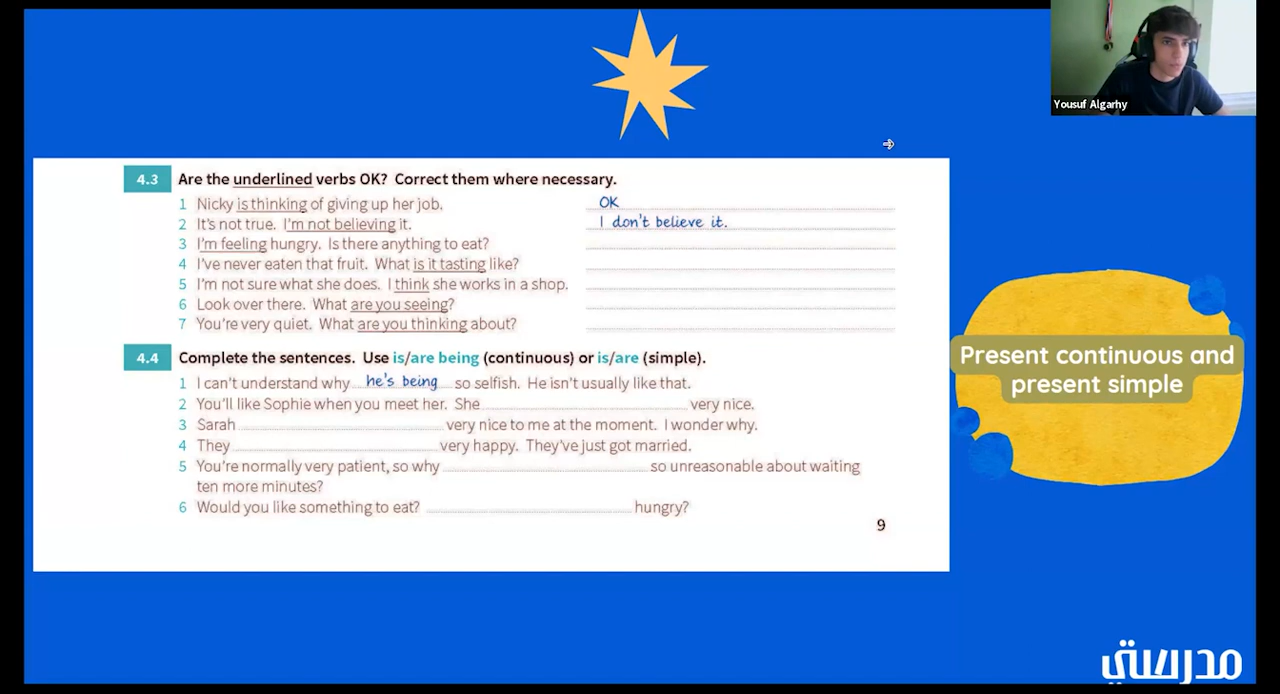 Yousuf Algarhy
4.3 Are the underlined verbs OK? Correct them where necessary.
1 Nicky is thinking of giving up her job. OK
2 It's not true. I'm not believing it. I don't believe it.
3 I'm feeling hungry. Is there anything to eat?
4 I've never eaten that fruit. What is it tasting like?
5 I'm not sure what she does. I think she works in a shop.
6 Look over there. What are you seeing?
7 You're very quiet. What are you thinking about?
4.4 Complete the sentences. Use is/are being (continuous) or is/are (simple).
1 I can't understand why he's being so selfish. He isn't usually like that.
2 You'll like Sophie when you meet her. She very nice.
3 Sarah very nice to me at the moment. I wonder why.
4 They very happy. They've just got married.
5 You're normally very patient, so why so unreasonable about waiting
ten more minutes?
6 Would you like something to eat? hungry?
9
Present continuous and
present simple
مدرستي